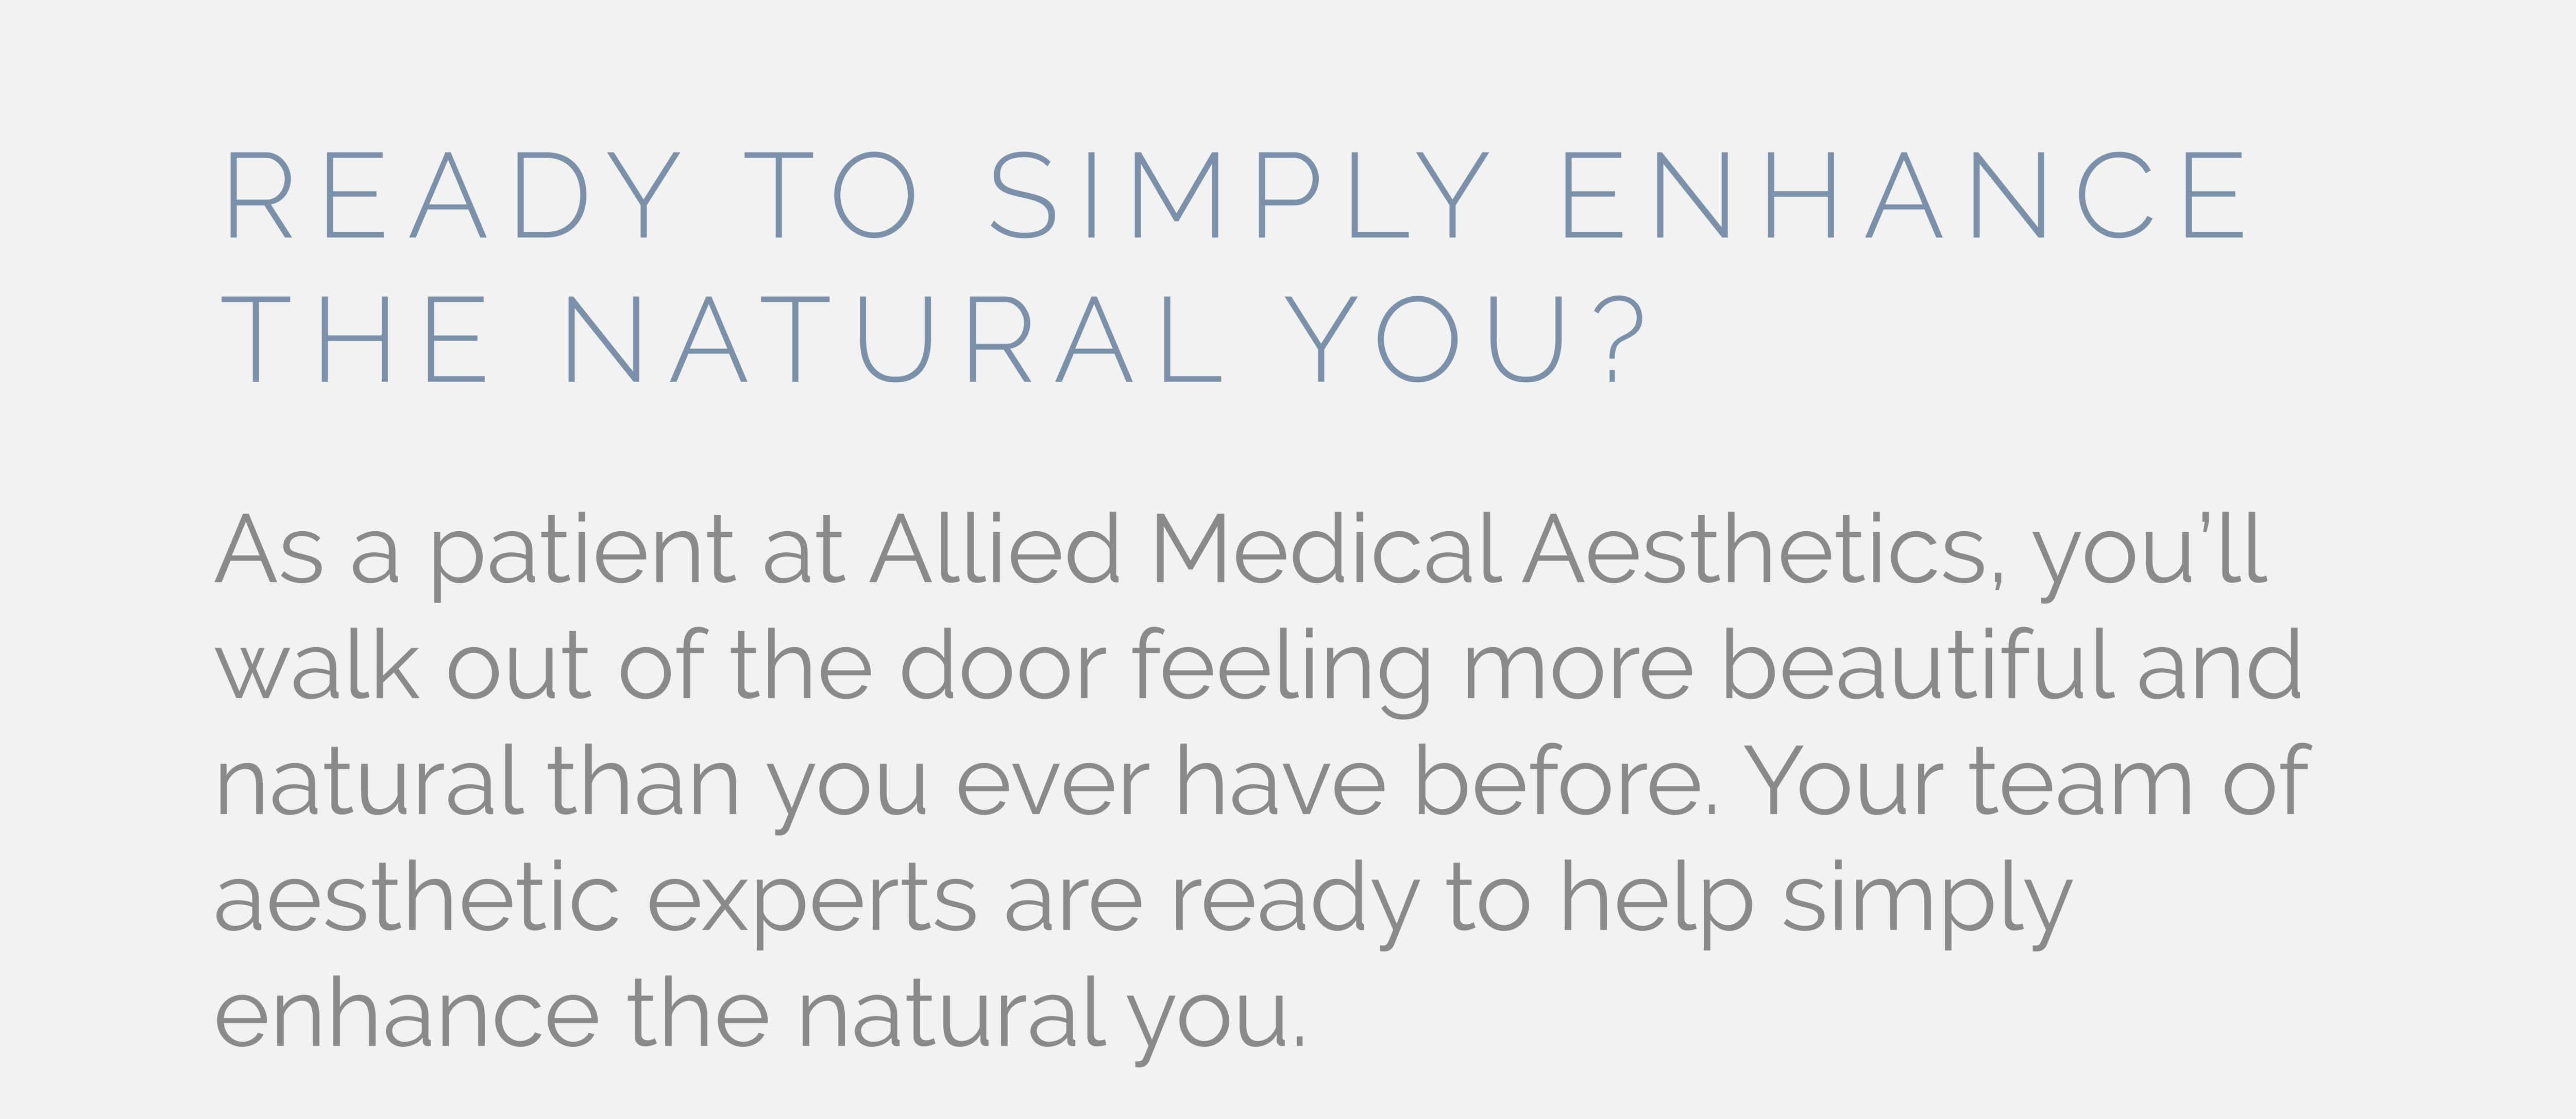 READY TO SIMPLY ENHANCE
THE NATURAL YOU?
As a patient at Allied Medical Aesthetics, you’ll
walk out of the door feeling more beautiful and
natural than you ever have before. Your team of
aesthetic experts are ready to help simply
enhance the natural you.